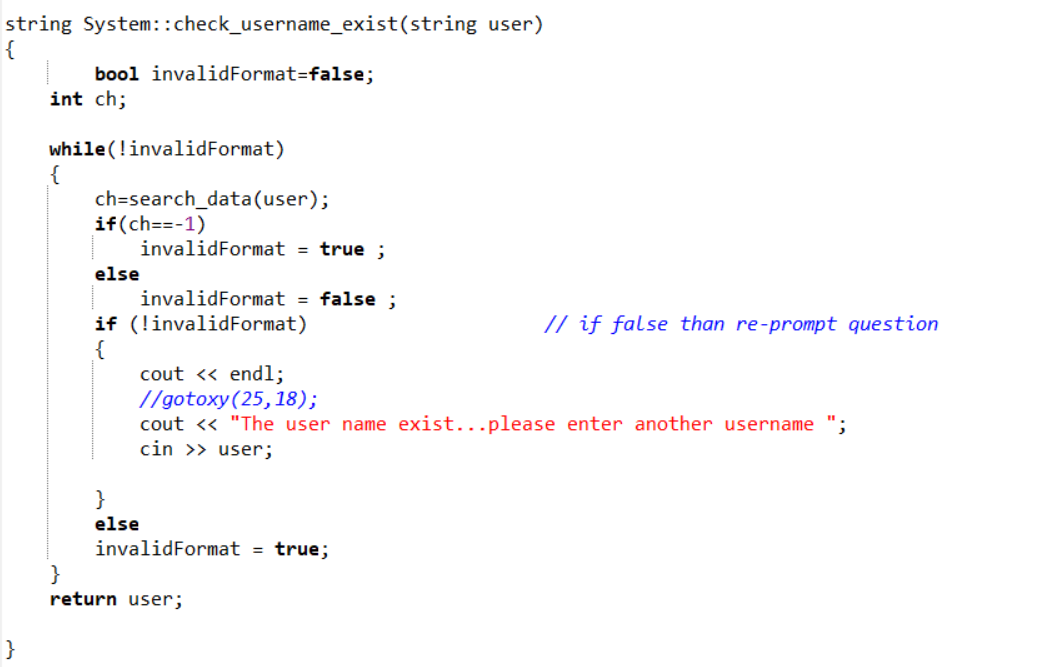 string System::check_username_exist(string user)
{
bool invalidFormat=false;
int ch;
while(!invalidFormat)
{
ch=search_data(user);
if(ch==-1)
invalidFormat = true ;
else
invalidFormat = false ;
if (!invalidFormat) // if false than re-prompt question
{
cout << endl;
//gotoxy(25,18);
cout << "The user name exist...please enter another username ";
cin >> user;
}
else
invalidFormat = true;
}
return user;
}